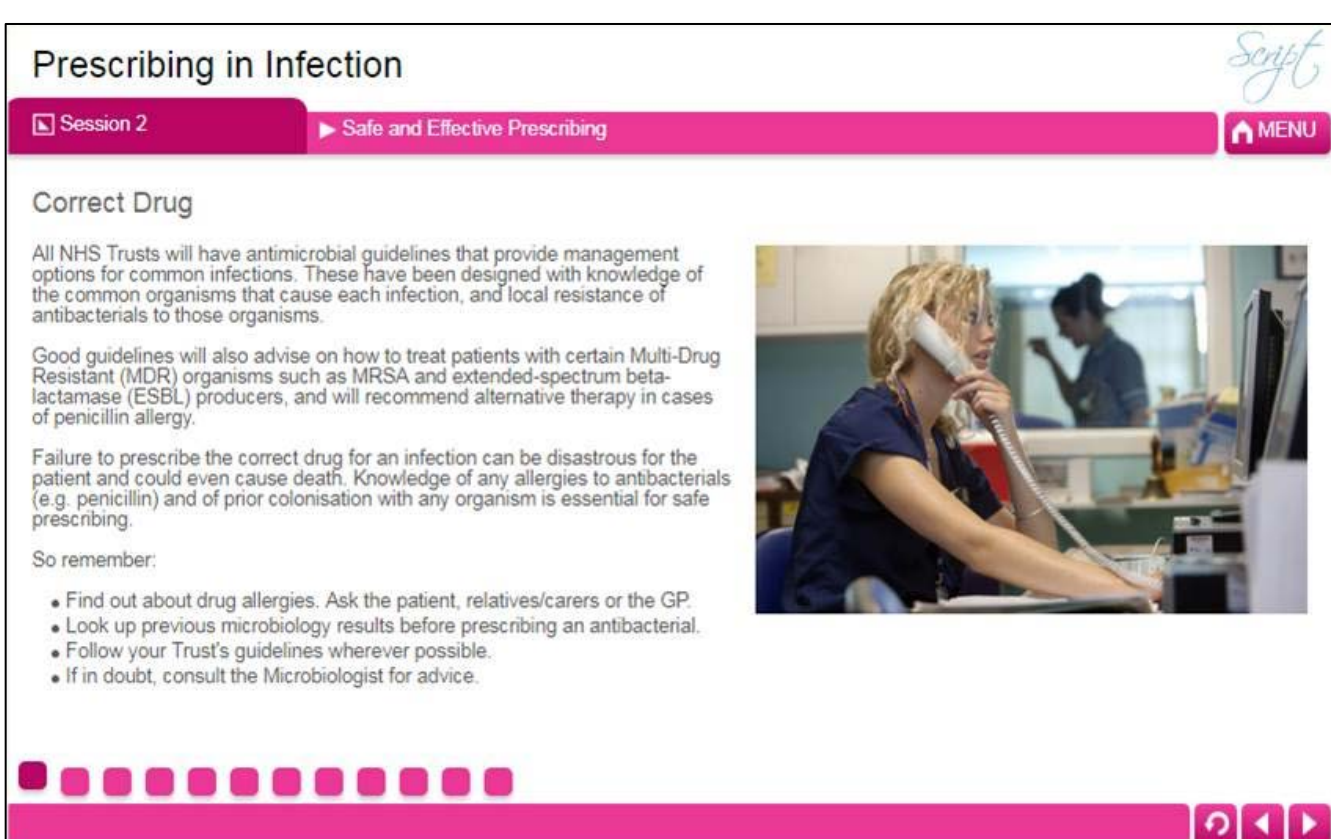 Prescribing in Infection
Script
Session 2
Safe and Effective Prescribing
MENU
Correct Drug
All NHS Trusts will have antimicrobial guidelines that provide management
options for common infections. These have been designed with knowledge of
the common organisms that cause each infection, and local resistance of
antibacterials to those organisms.
Good guidelines will also advise on how to treat patients with certain Multi-Drug
Resistant (MDR) organisms such as MRSA and extended-spectrum beta-
lactamase (ESBL) producers, and will recommend alternative therapy in cases
of penicillin allergy.
Failure to prescribe the correct drug for an infection can be disastrous for the
patient and could even cause death. Knowledge of any allergies to antibacterials
(e.g. penicillin) and of prior colonisation with any organism is essential for safe
prescribing.
So remember:
• Find out about drug allergies. Ask the patient, relatives/carers or the GP.
• Look up previous microbiology results before prescribing an antibacterial.
• Follow your Trust's guidelines wherever possible.
• If in doubt, consult the Microbiologist for advice.